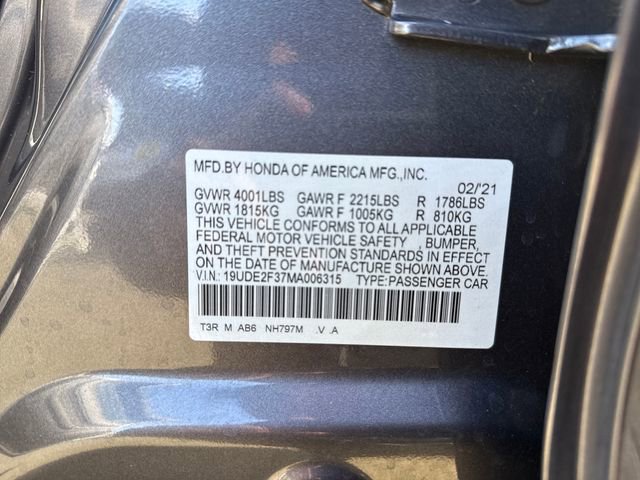 MFD.BY HONDA OF AMERICA MFG.,INC.
02/'21
GVWR 4001LBS GAWR F 2215LBS R 1786LBS
GVWR 1815KG GAWR F 1005KG R 810KG
THIS VEHICLE CONFORMS TO ALL APPLICABLE
FEDERAL MOTOR VEHICLE SAFETY , BUMPER,
AND THEFT PREVENTION STANDARDS IN EFFECT
ON THE DATE OF MANUFACTURE SHOWN ABOVE.
V.I.N: 19UDE2F37MA006315 TYPE:PASSENGER CAR
T3R M AB6 NH797M .V .A